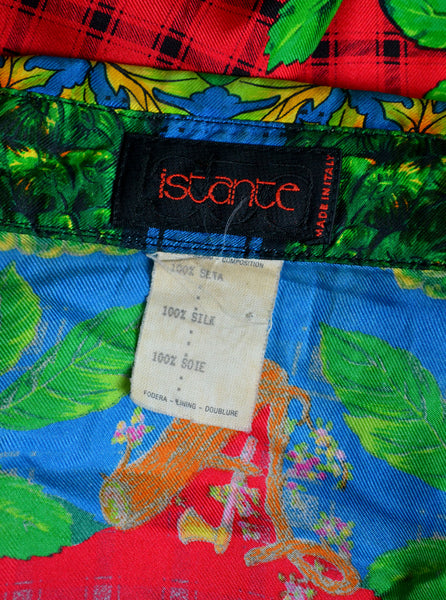 istante
MADE IN ITALY
COMPOSITION
100% SETA
100% SILK
100% SOIE
FODERA - LINING - DOUBLURE